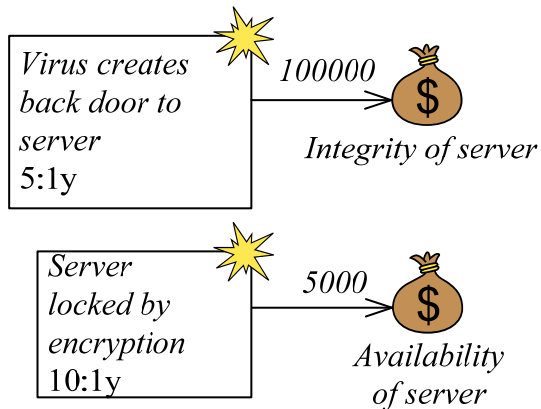 Virus creates
back door to
server
5:1y
100000
$
Integrity of server
Server
locked by
encryption
10:1y
5000
$
Availability
of server